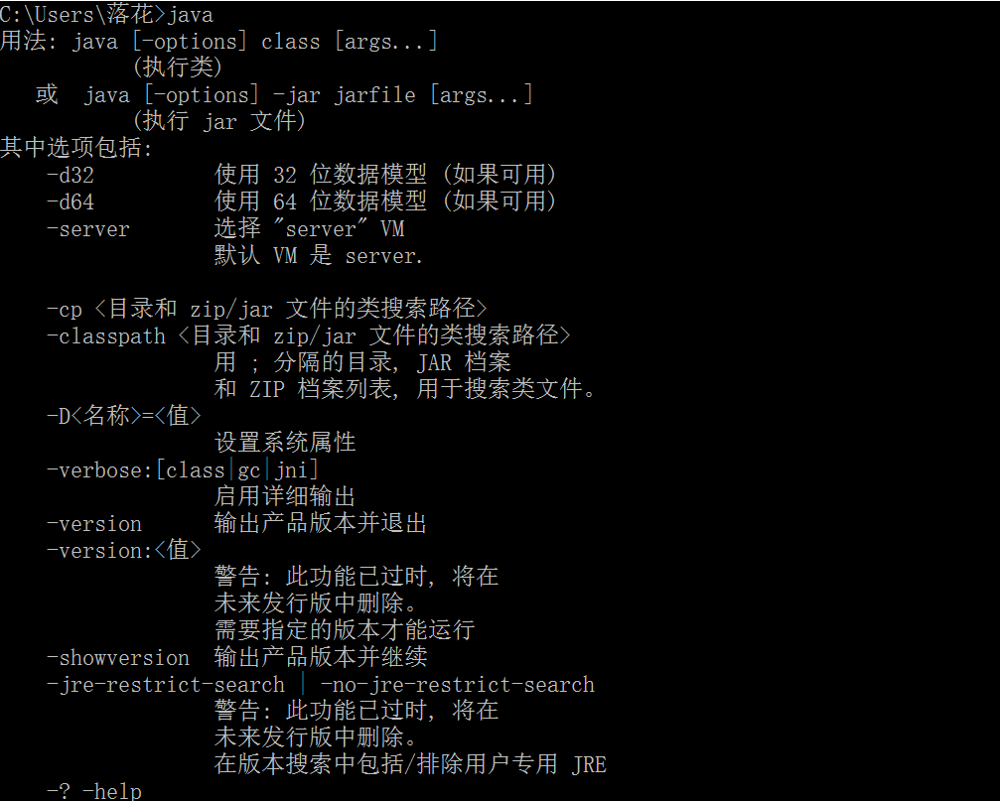 C:\Users\落花>java
用法: java [-options] class [args...]
(执行类)
或 java [-options] -jar jarfile [args...]
(执行 jar 文件)
其中选项包括:
-d32 使用 32 位数据模型 (如果可用)
-d64 使用 64 位数据模型 (如果可用)
-server 选择 "server" VM
默认 VM 是 server.
-cp <目录和 zip/jar 文件的类搜索路径>
-classpath <目录和 zip/jar 文件的类搜索路径>
用 ; 分隔的目录, JAR 档案
和 ZIP 档案列表, 用于搜索类文件。
-D<名称>=<值>
设置系统属性
-verbose:[class|gc|jni]
启用详细输出
-version 输出产品版本并退出
-version:<值>
警告: 此功能已过时, 将在
未来发行版中删除。
需要指定的版本才能运行
-showversion 输出产品版本并继续
-jre-restrict-search | -no-jre-restrict-search
警告: 此功能已过时, 将在
未来发行版中删除。
在版本搜索中包括/排除用户专用 JRE
-? -help